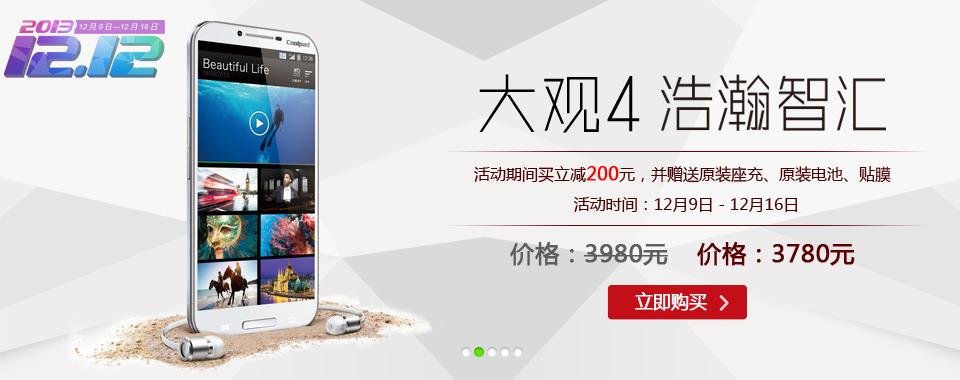 2013 12月9日—12月16日
12.12
Coolpad
Beautiful Life
大观4 浩瀚智汇
活动期间买立减200元，并赠送原装座充、原装电池、贴膜
活动时间：12月9日 - 12月16日
价格：3980元 价格：3780元
立即购买